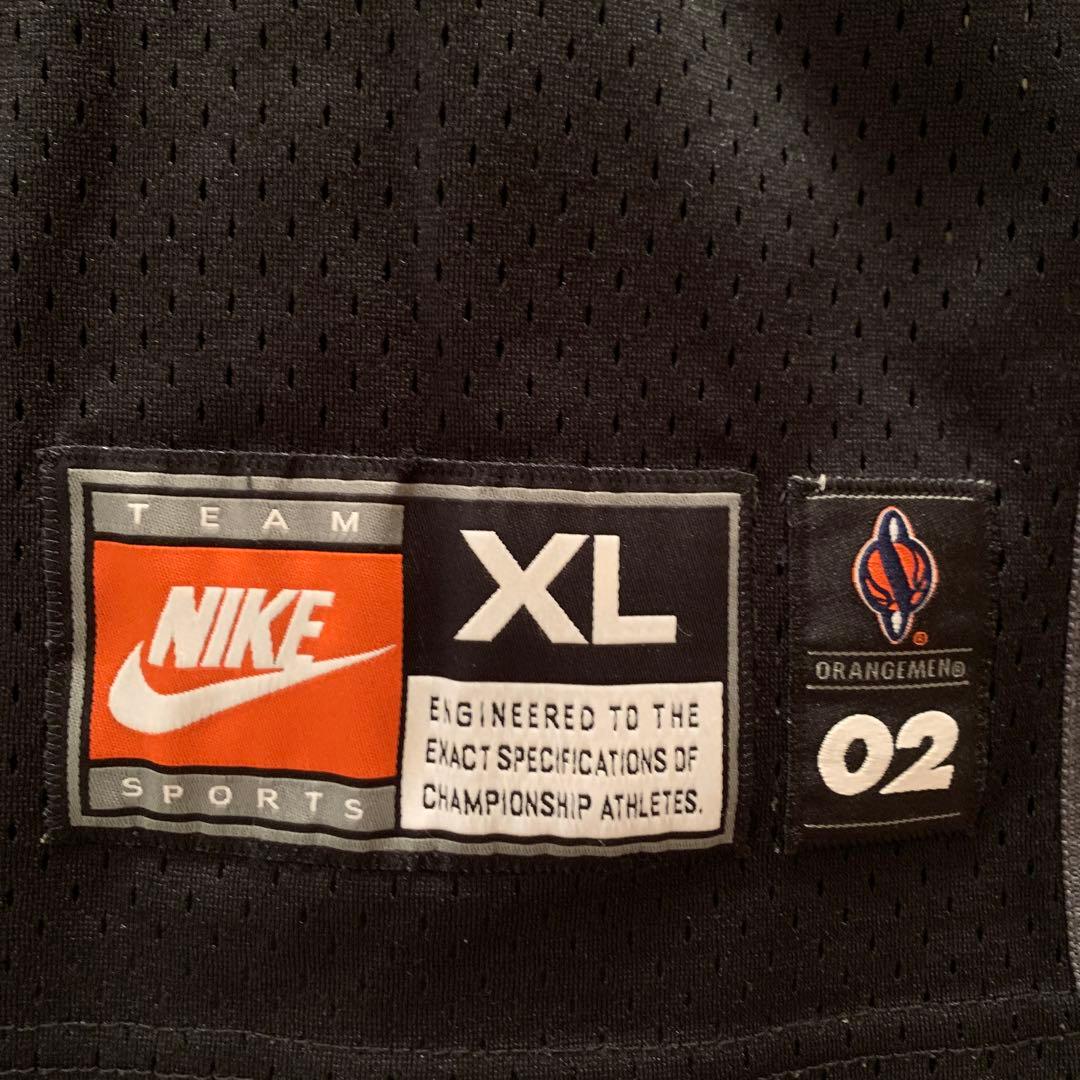 TEAM
NIKE
SPORTS
XL
ENGINEERED TO THE
EXACT SPECIFICATIONS OF
CHAMPIONSHIP ATHLETES.
®
ORANGEMEN®
02